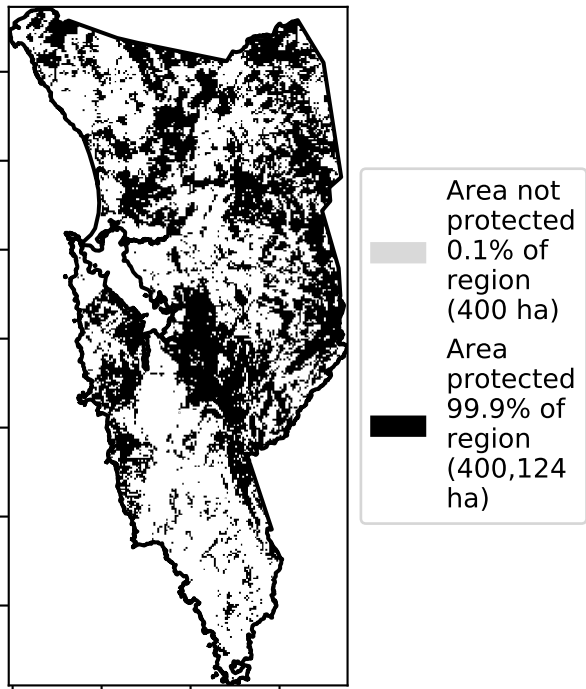 Area not
protected
0.1% of
region
(400 ha)
Area
protected
99.9% of
region
(400,124
ha)